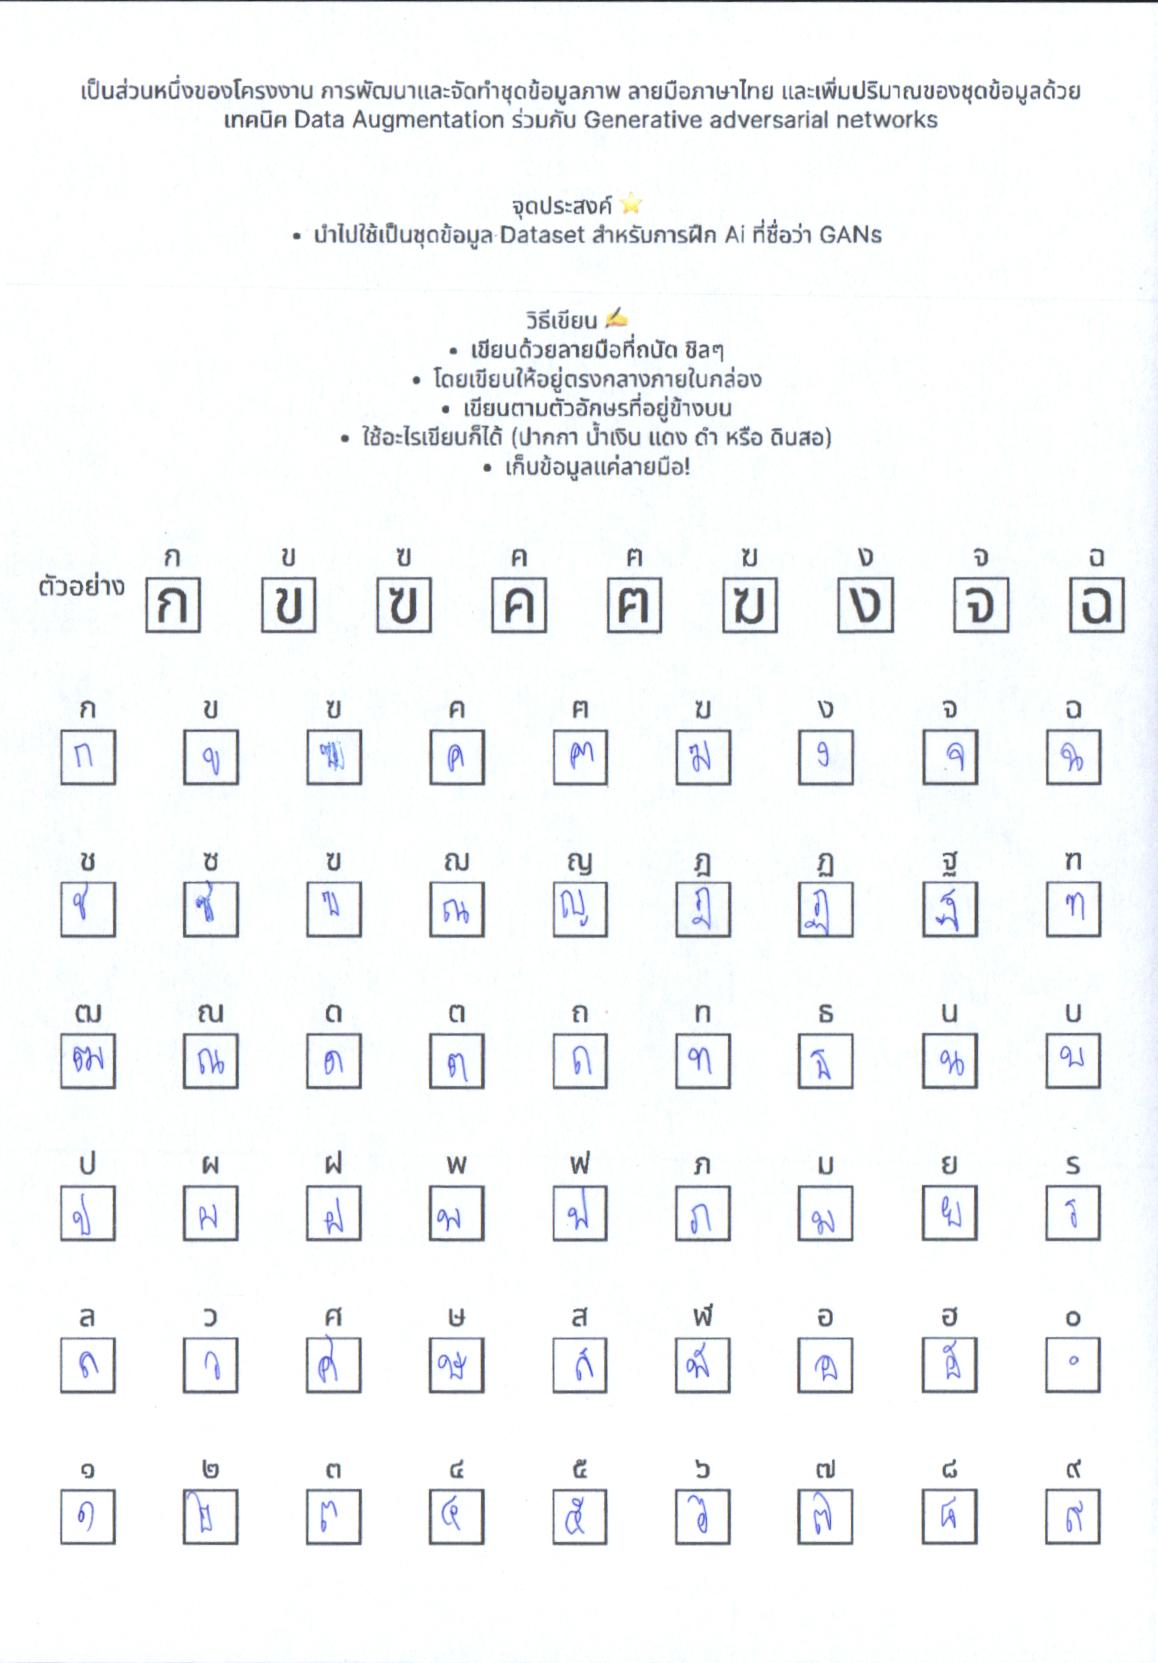 เป็นส่วนหนึ่งของโครงงาน การพัฒนาและจัดทำชุดข้อมูลภาพ ลายมือภาษาไทย และเพิ่มปริมาณของชุดข้อมูลด้วย
เทคนิค Data Augmentation ร่วมกับ Generative adversarial networks
จุดประสงค์ ⭐
• นำไปใช้เป็นชุดข้อมูล Dataset สำหรับการฝึก Ai ที่ชื่อว่า GANs
วิธีเขียน ✍
• เขียนด้วยลายมือที่ถนัด ชิลๆ
• โดยเขียนให้อยู่ตรงกลางภายในกล่อง
• เขียนตามตัวอักษรที่อยู่ข้างบน
• ใช้อะไรเขียนก็ได้ (ปากกา น้ำเงิน แดง ดำ หรือ ดินสอ)
• เก็บข้อมูลแค่ลายมือ!
ก ข ฃ ค ฅ ฆ ง จ ฉ
ตัวอย่าง ก ข ฃ ค ฅ ฆ ง จ ฉ
ก ข ฃ ค ฅ ฆ ง จ ฉ
ก ข ฃ ค ฅ ฆ ง จ ฉ
ช ซ ฃ ฌ ญ ฎ ฏ ฐ ฑ
ช ซ ฃ ฌ ญ ฎ ฏ ฐ ฑ
ฒ ณ ด ต ถ ท ธ น บ
ฒ ณ ด ต ถ ท ธ น บ
ป ผ ฝ พ ฟ ภ ม ย ร
ป ผ ฝ พ ฟ ภ ม ย ร
ล ว ศ ษ ส ฬ อ ฮ ๐
ล ว ศ ษ ส ฬ อ ฮ ๐
๑ ๒ ๓ ๔ ๕ ๖ ๗ ๘ ๙
๑ ๒ ๓ ๔ ๕ ๖ ๗ ๘ ๙